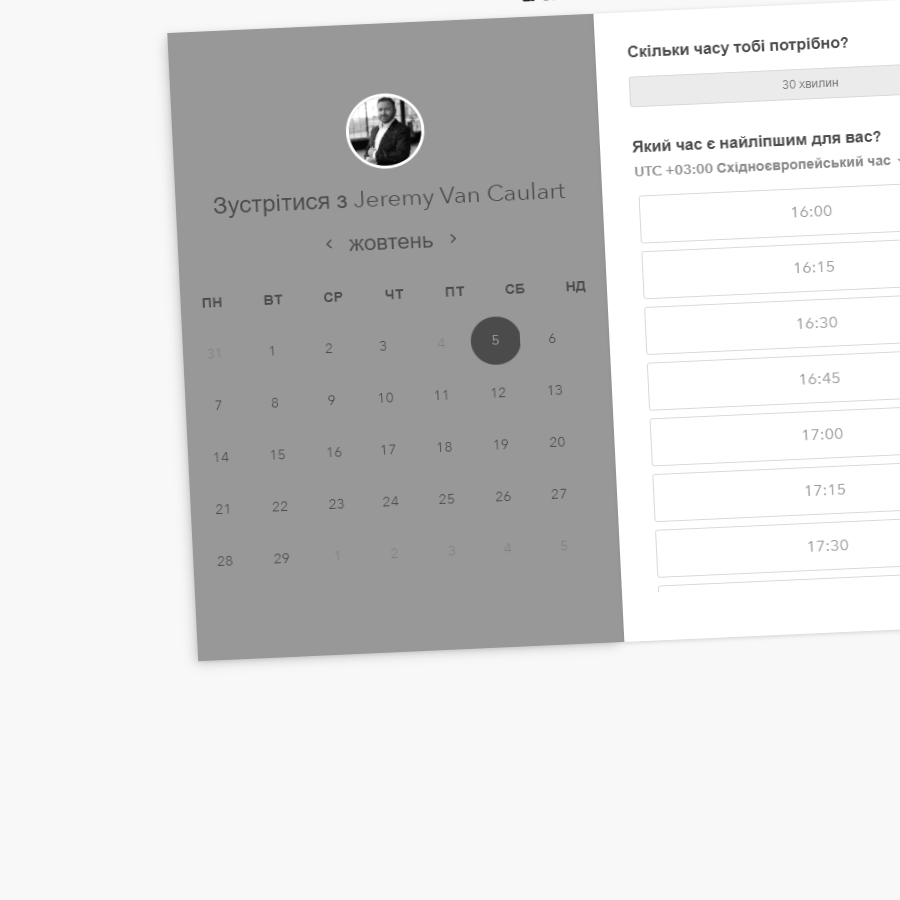 Зустрітися з Jeremy Van Caulart
‹ жовтень ›
ПН ВТ СР ЧТ ПТ СБ НД
31 1 2 3 4 5 6
7 8 9 10 11 12 13
14 15 16 17 18 19 20
21 22 23 24 25 26 27
28 29 1 2 3 4 5
Скільки часу тобі потрібно?
30 хвилин
Який час є найліпшим для вас?
UTC +03:00 Східноєвропейський час
16:00
16:15
16:30
16:45
17:00
17:15
17:30